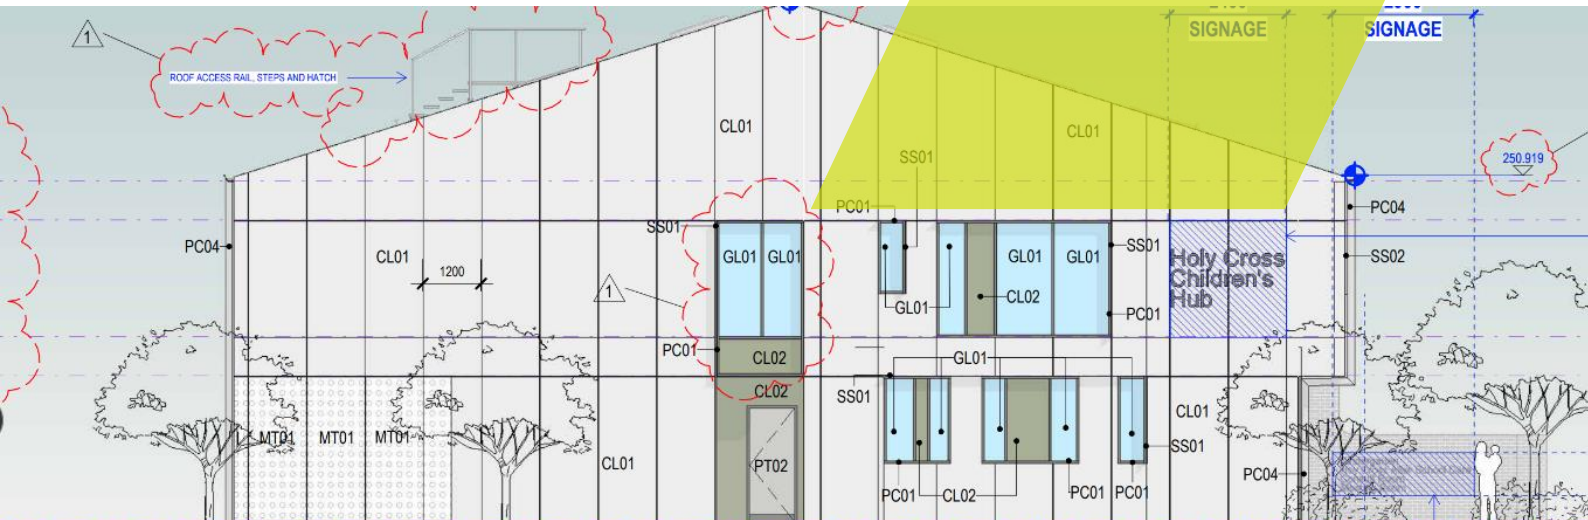 SIGNAGE
SIGNAGE
1
ROOF ACCESS RAIL, STEPS AND HATCH
CL01
CL01
SS01
250.919
PC01
PC04
SS01
PC04
CL01
GL01
GL01
GL01
GL01
SS01
SS02
Holy Cross
Children's
Hub
1200
1
CL02
GL01
PC01
PC01
CL02
GL01
CL02
SS01
CL01
MT01
MT01
MT01
CL01
PT02
SS01
PC04
PC01
CL02
PC01
PC01